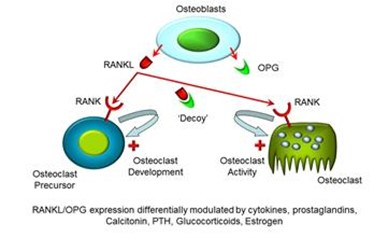 Osteoblasts
RANKL
OPG
RANK
'Decoy'
RANK
+
+
Osteoclast
Precursor
Osteoclast
Development
Osteoclast
Activity
Osteoclast
RANKL/OPG expression differentially modulated by cytokines, prostaglandins,
Calcitonin, PTH, Glucocorticoids, Estrogen